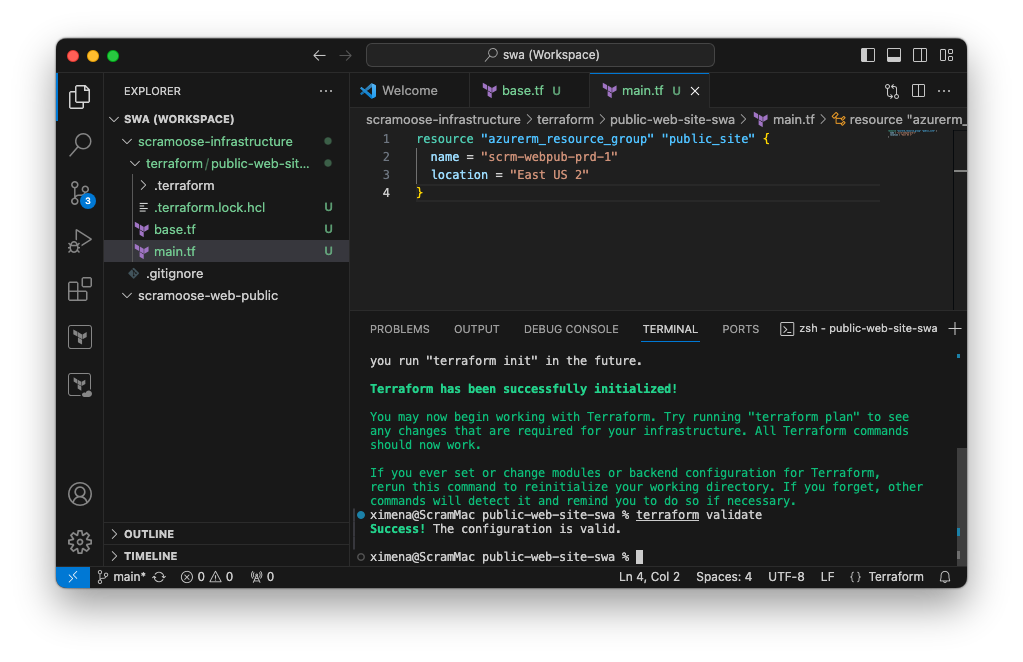 swa (Workspace)
EXPLORER
Welcome
base.tf U
main.tf U
SWA (WORKSPACE)
scramoose-infrastructure
terraform/public-web-sit...
.terraform
.terraform.lock.hcl U
base.tf U
main.tf U
.gitignore
scramoose-web-public
3
OUTLINE
TIMELINE
scramoose-infrastructure > terraform > public-web-site-swa > main.tf > resource "azurerm_
1 resource "azurerm_resource_group" "public_site" {
2 name = "scrm-webpub-prd-1"
3 location = "East US 2"
4 }
PROBLEMS OUTPUT DEBUG CONSOLE TERMINAL PORTS zsh - public-web-site-swa
you run "terraform init" in the future.
Terraform has been successfully initialized!
You may now begin working with Terraform. Try running "terraform plan" to see
any changes that are required for your infrastructure. All Terraform commands
should now work.
If you ever set or change modules or backend configuration for Terraform,
rerun this command to reinitialize your working directory. If you forget, other
commands will detect it and remind you to do so if necessary.
ximena@ScramMac public-web-site-swa % terraform validate
Success! The configuration is valid.
ximena@ScramMac public-web-site-swa %
main* 0 0 0 Ln 4, Col 2 Spaces: 4 UTF-8 LF {} Terraform